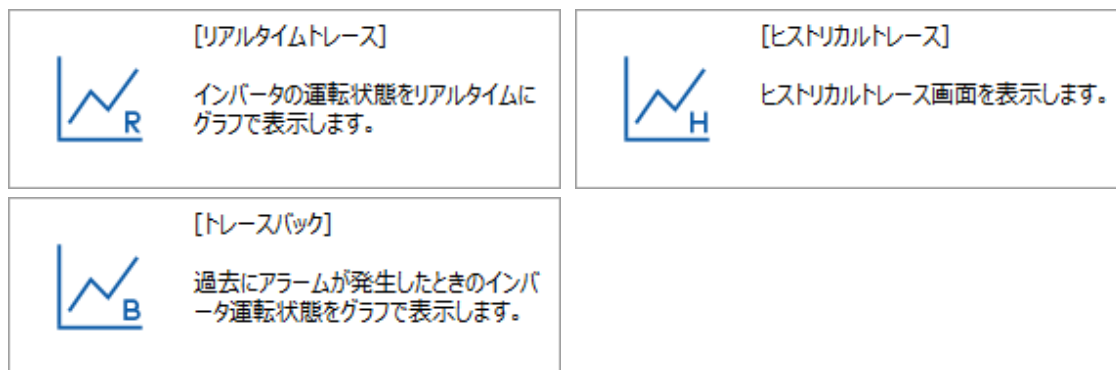 [リアルタイムトレース]
インバータの運転状態をリアルタイムに
グラフで表示します。
R
[ヒストリカルトレース]
ヒストリカルトレース画面を表示します。
H
[トレースバック]
過去にアラームが発生したときのインバ
ータ運転状態をグラフで表示します。
B